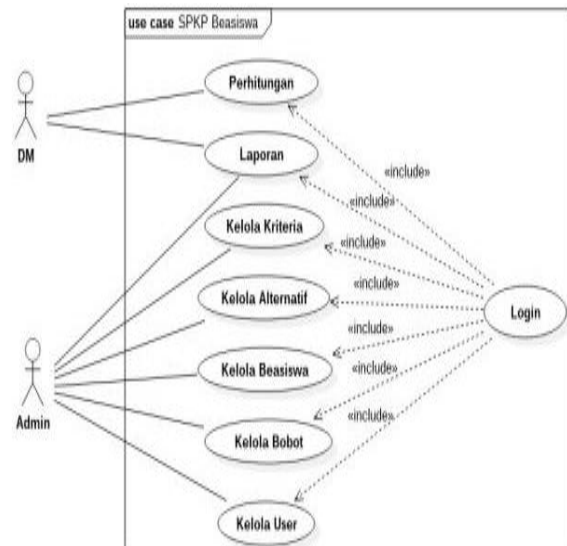 use case SPKP Beasiswa
Perhitungan
DM
Laporan
«include»
«include»
Kelola Kriteria
«include»
Kelola Alternatif
«include»
Login
Kelola Beasiswa
«include»
Admin
«include»
Kelola Bobot
«include»
Kelola User